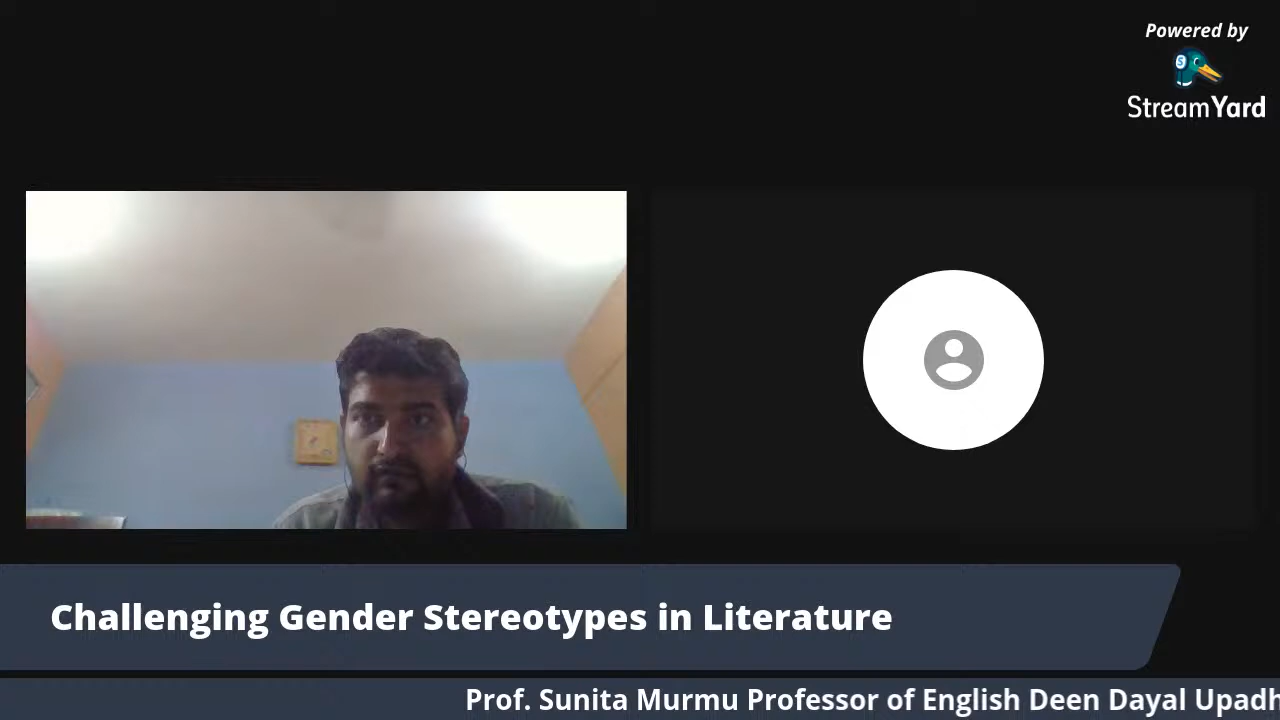 Powered by
StreamYard
Challenging Gender Stereotypes in Literature
Prof. Sunita Murmu Professor of English Deen Dayal Upadh